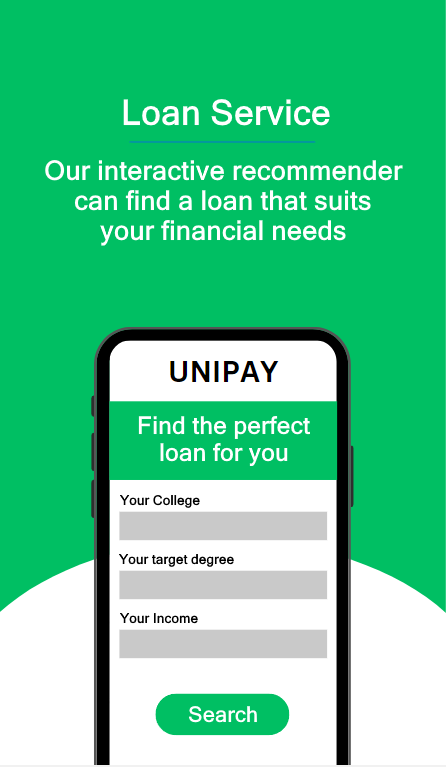 Loan Service
Our interactive recommender
can find a loan that suits
your financial needs
UNIPAY
Find the perfect
loan for you
Your College
Your target degree
Your Income
Search